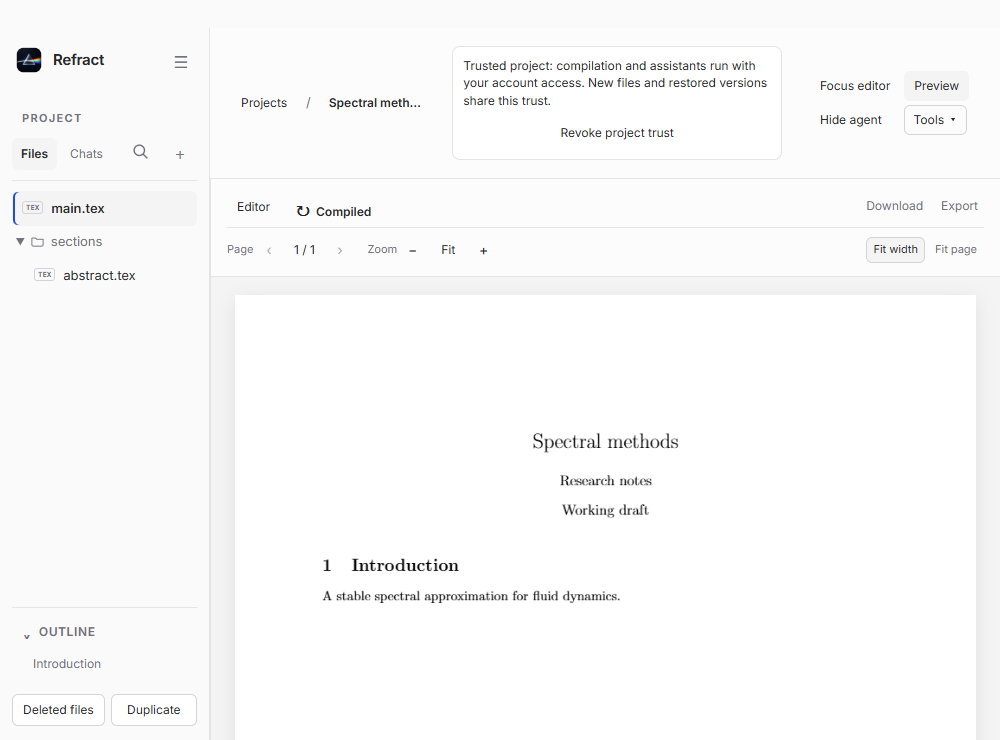 Refract
PROJECT
Files Chats +
TEX main.tex
sections
TEX abstract.tex
OUTLINE
Introduction
Deleted files Duplicate
Projects / Spectral meth...
Trusted project: compilation and assistants run with
your account access. New files and restored versions
share this trust.
Revoke project trust
Focus editor Preview
Hide agent Tools
Editor Compiled Download Export
Page ‹ 1 / 1 › Zoom – Fit + Fit width Fit page
Spectral methods
Research notes
Working draft
1 Introduction
A stable spectral approximation for fluid dynamics.